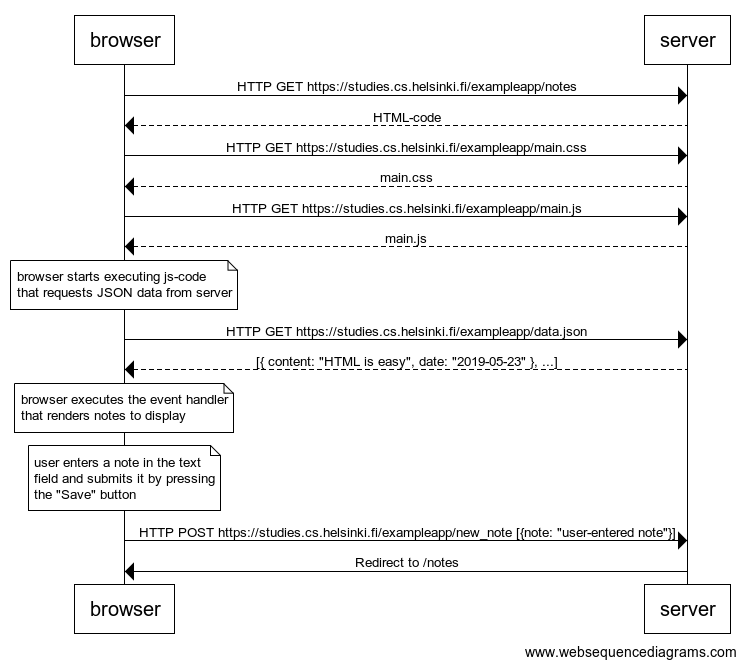 browser
server
HTTP GET https://studies.cs.helsinki.fi/exampleapp/notes
HTML-code
HTTP GET https://studies.cs.helsinki.fi/exampleapp/main.css
main.css
HTTP GET https://studies.cs.helsinki.fi/exampleapp/main.js
main.js
browser starts executing js-code
that requests JSON data from server
HTTP GET https://studies.cs.helsinki.fi/exampleapp/data.json
[{ content: "HTML is easy", date: "2019-05-23" }, ...]
browser executes the event handler
that renders notes to display
user enters a note in the text
field and submits it by pressing
the "Save" button
HTTP POST https://studies.cs.helsinki.fi/exampleapp/new_note [{note: "user-entered note"}]
Redirect to /notes
browser
server
www.websequencediagrams.com